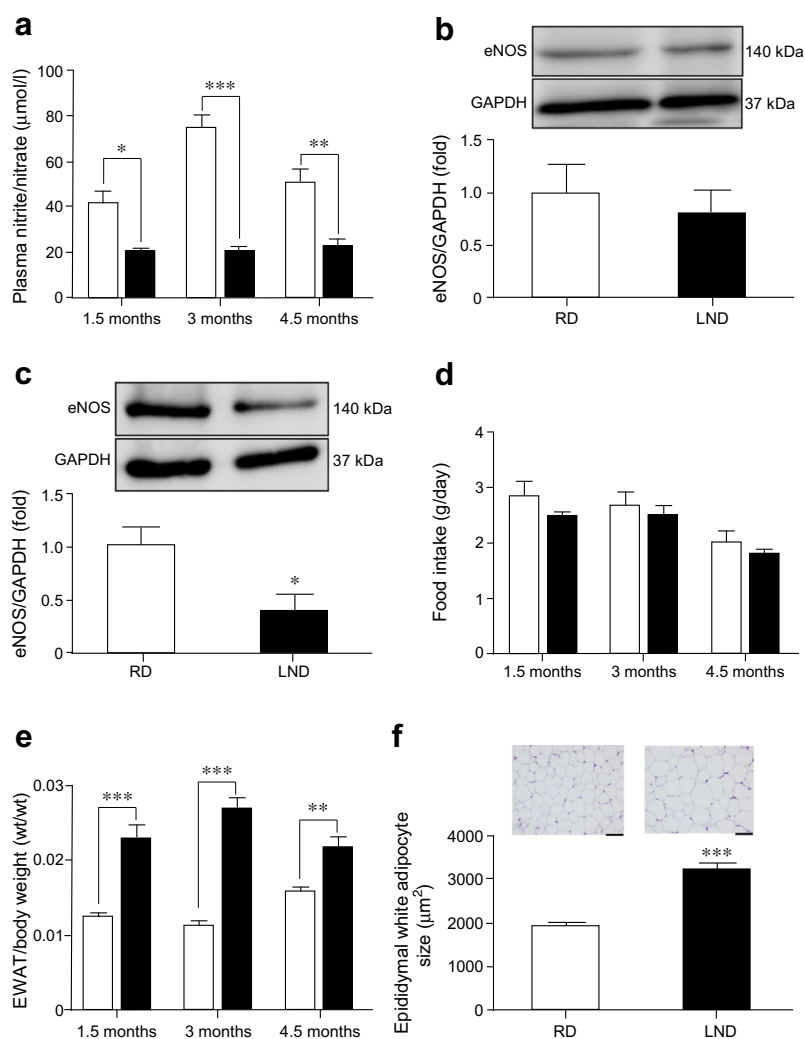 a
Plasma nitrite/nitrate (μmol/l)
100
80
60
40
20
0
*
***
**
1.5 months
3 months
4.5 months
b
eNOS
140 kDa
GAPDH
37 kDa
eNOS/GAPDH (fold)
1.5
1.0
0.5
0
RD
LND
c
eNOS
140 kDa
GAPDH
37 kDa
eNOS/GAPDH (fold)
1.5
1.0
0.5
0
*
RD
LND
d
Food intake (g/day)
4
3
2
1
0
1.5 months
3 months
4.5 months
e
EWAT/body weight (wt/wt)
0.03
0.02
0.01
0
***
***
**
1.5 months
3 months
4.5 months
f
Epididymal white adipocyte
size (μm²)
4000
3000
2000
1000
0
***
RD
LND